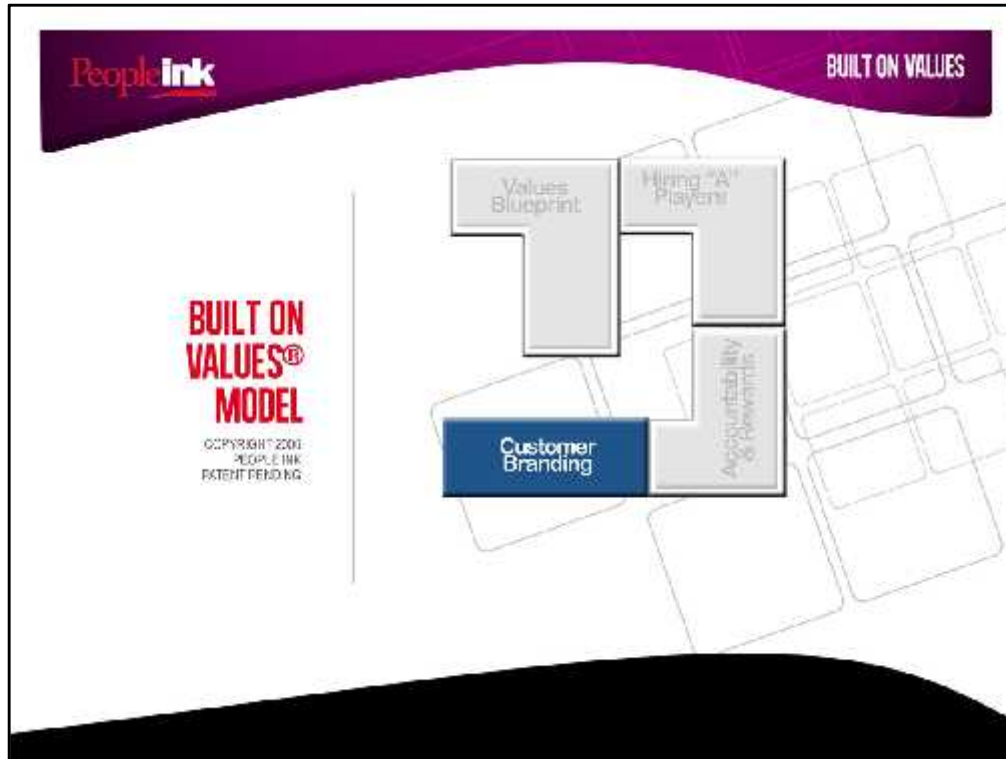 Peopleink
BUILT ON VALUES
Values
Blueprint
Hiring "A"
Players
BUILT ON
VALUES®
MODEL
COPYRIGHT
PEOPLE INK
PATENT PENDING
Customer
Branding
Accountability
& Rewards